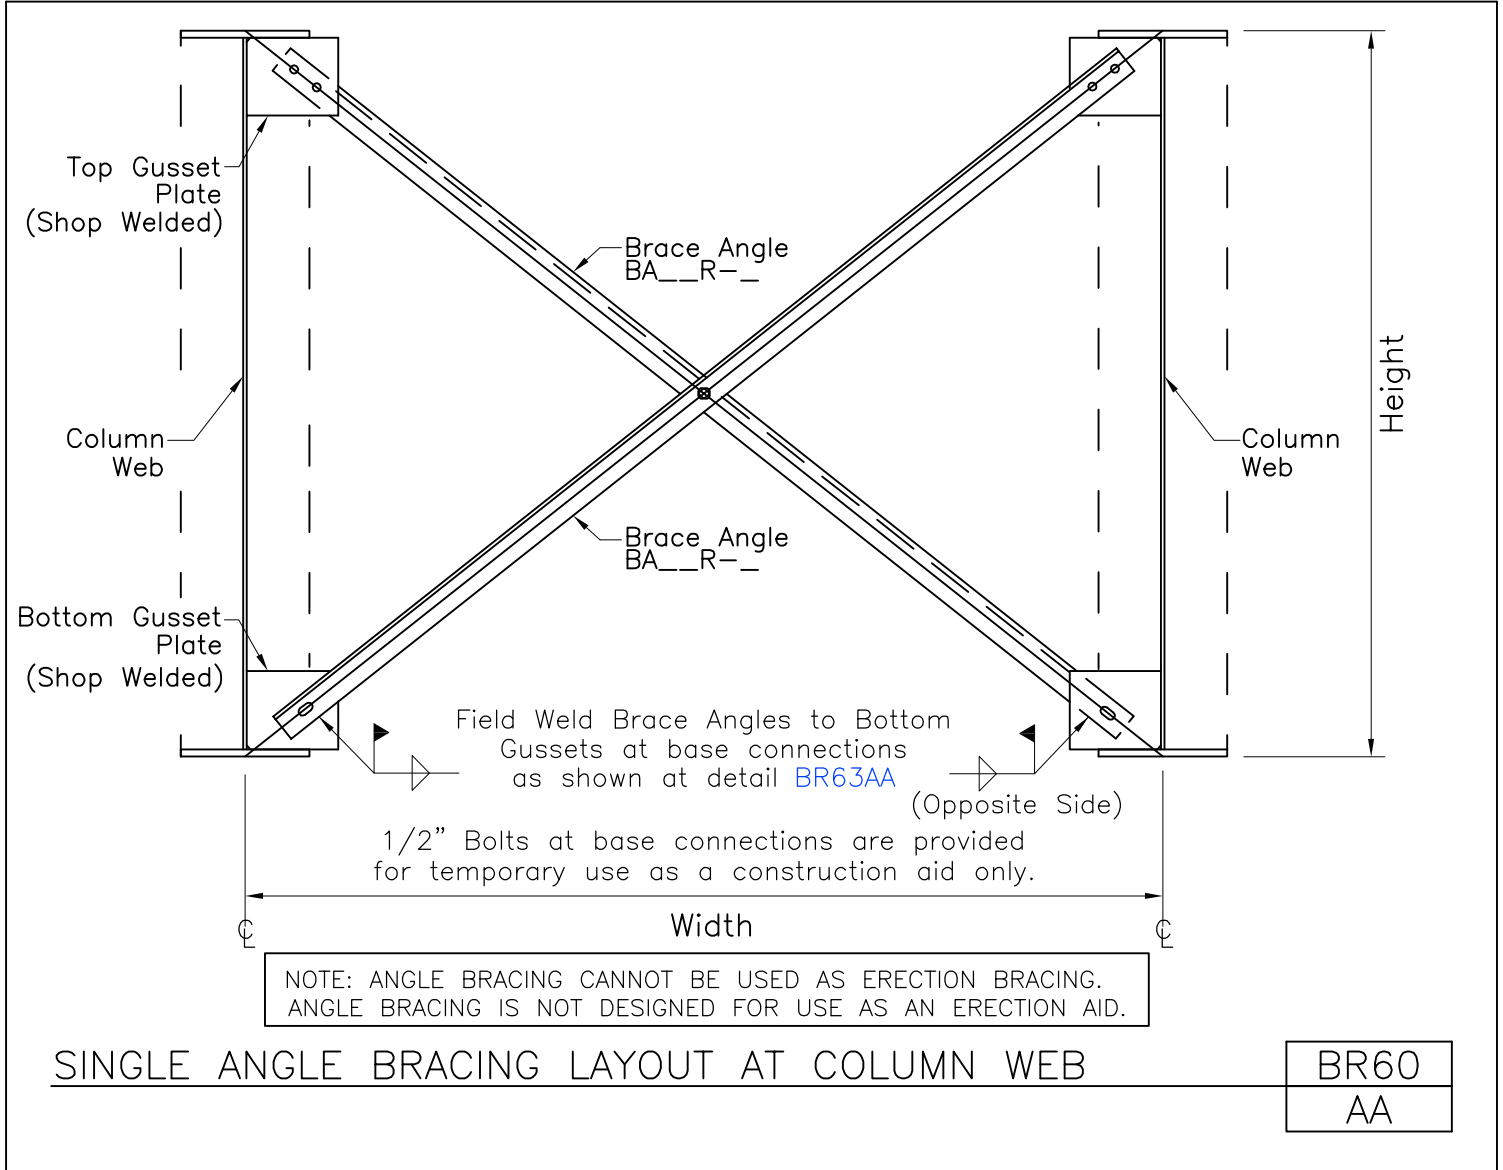 Top Gusset
Plate
(Shop Welded)
Brace Angle
BA__R-_
Height
Column
Web
Column
Web
Brace Angle
BA__R-_
Bottom Gusset
Plate
(Shop Welded)
Field Weld Brace Angles to Bottom
Gussets at base connections
as shown at detail BR63AA
(Opposite Side)
1/2" Bolts at base connections are provided
for temporary use as a construction aid only.
Width
℄
℄
NOTE: ANGLE BRACING CANNOT BE USED AS ERECTION BRACING.
ANGLE BRACING IS NOT DESIGNED FOR USE AS AN ERECTION AID.
SINGLE ANGLE BRACING LAYOUT AT COLUMN WEB
BR60
AA